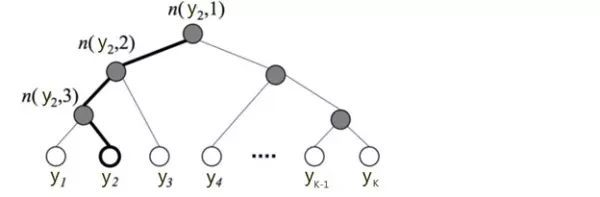 n(y₂,1)
n(y₂,2)
n(y₂,3)
y₁ y₂ y₃ y₄ .... yK-1 yK